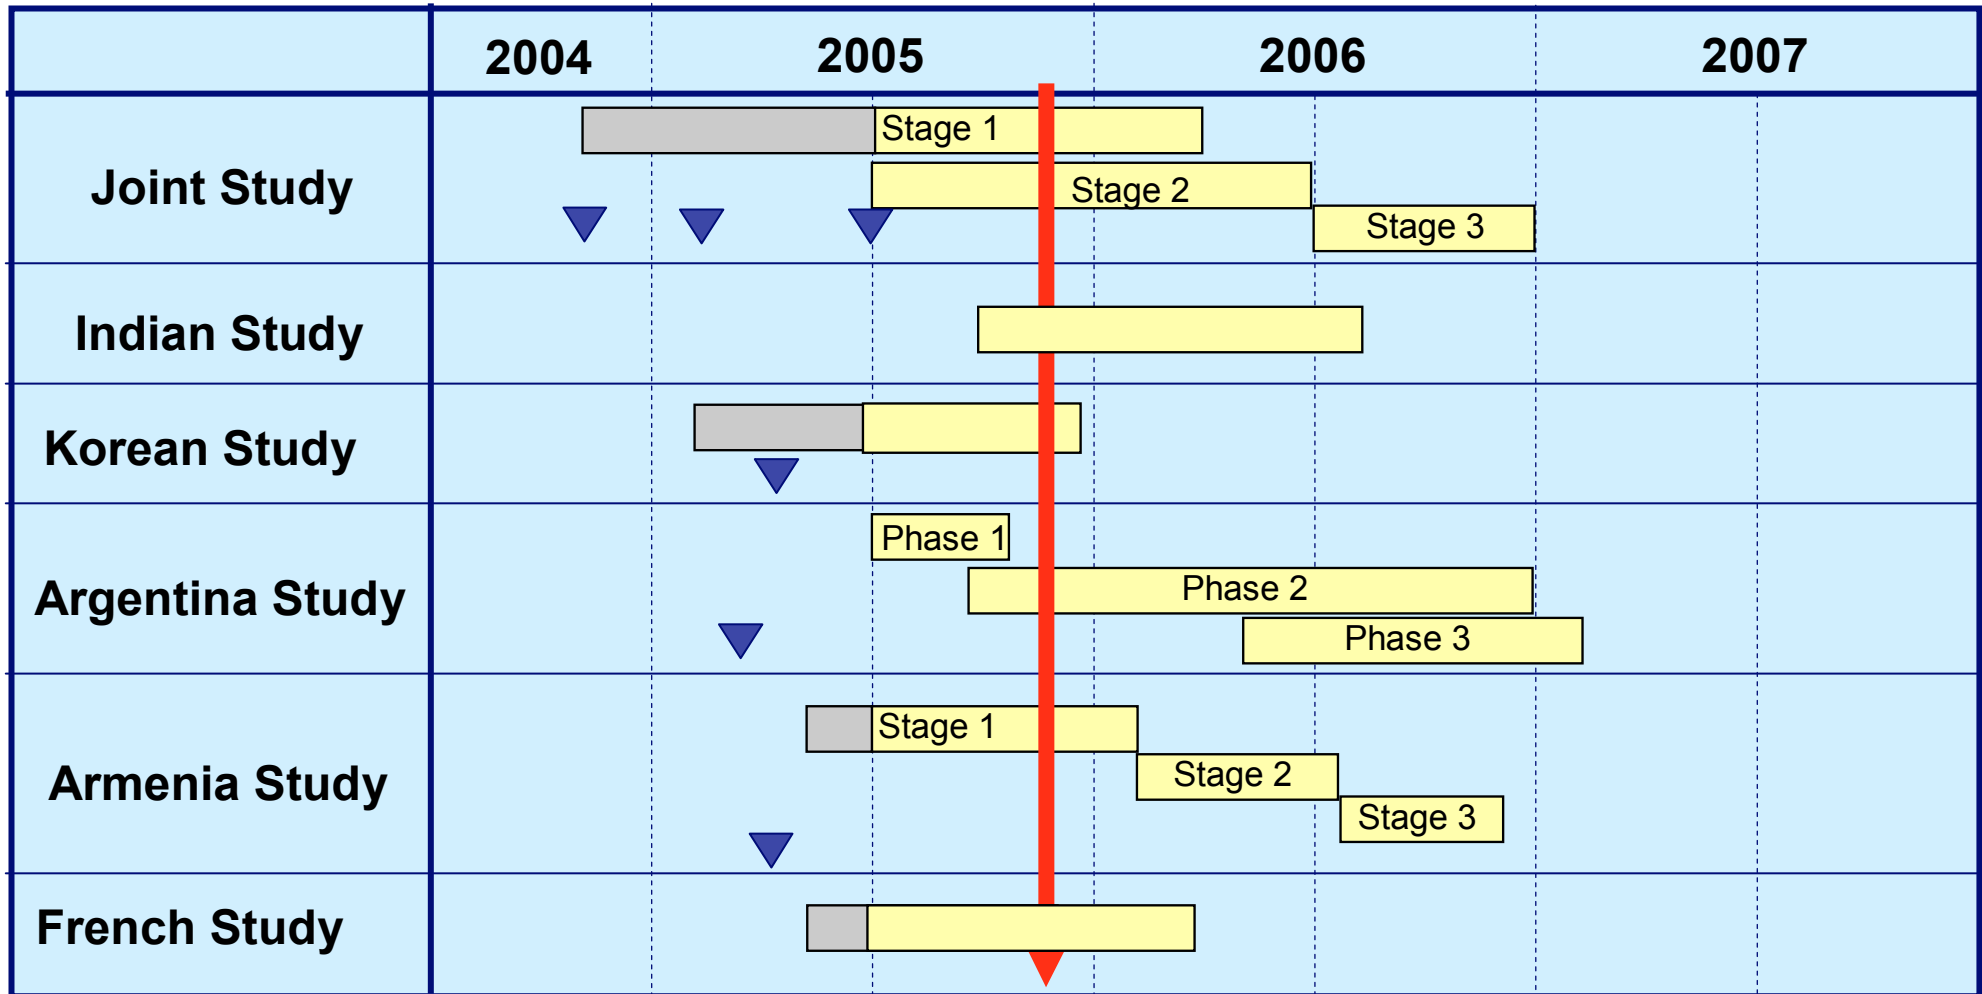 2004 2005 2006 2007
Joint Study
Stage 1
Stage 2
Stage 3
Indian Study
Korean Study
Argentina Study
Phase 1
Phase 2
Phase 3
Armenia Study
Stage 1
Stage 2
Stage 3
French Study